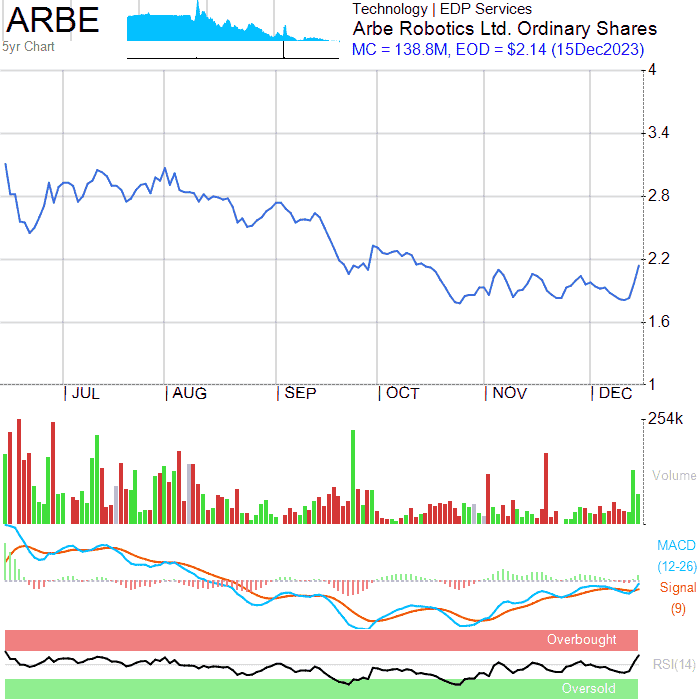 ARBE
5yr Chart
Technology | EDP Services
Arbe Robotics Ltd. Ordinary Shares
MC = 138.8M, EOD = $2.14 (15Dec2023)
4
3.4
2.8
2.2
1.6
1
JUL AUG SEP OCT NOV DEC
254k
Volume
MACD
(12-26)
Signal
(9)
Overbought
RSI(14)
Oversold